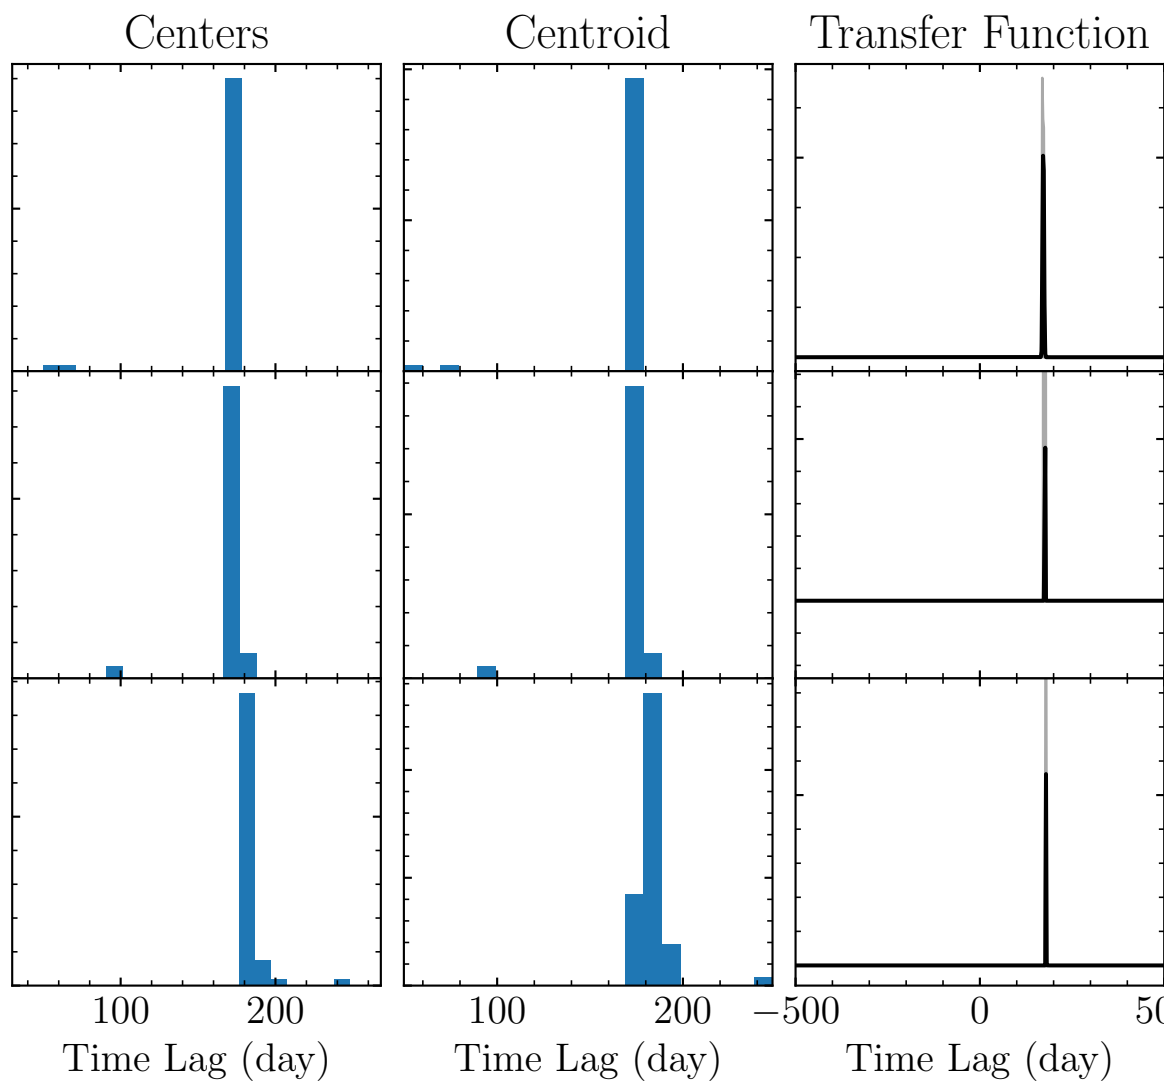 Centers Centroid Transfer Function
100 200 100 200 −500 0 50
Time Lag (day) Time Lag (day) Time Lag (day)